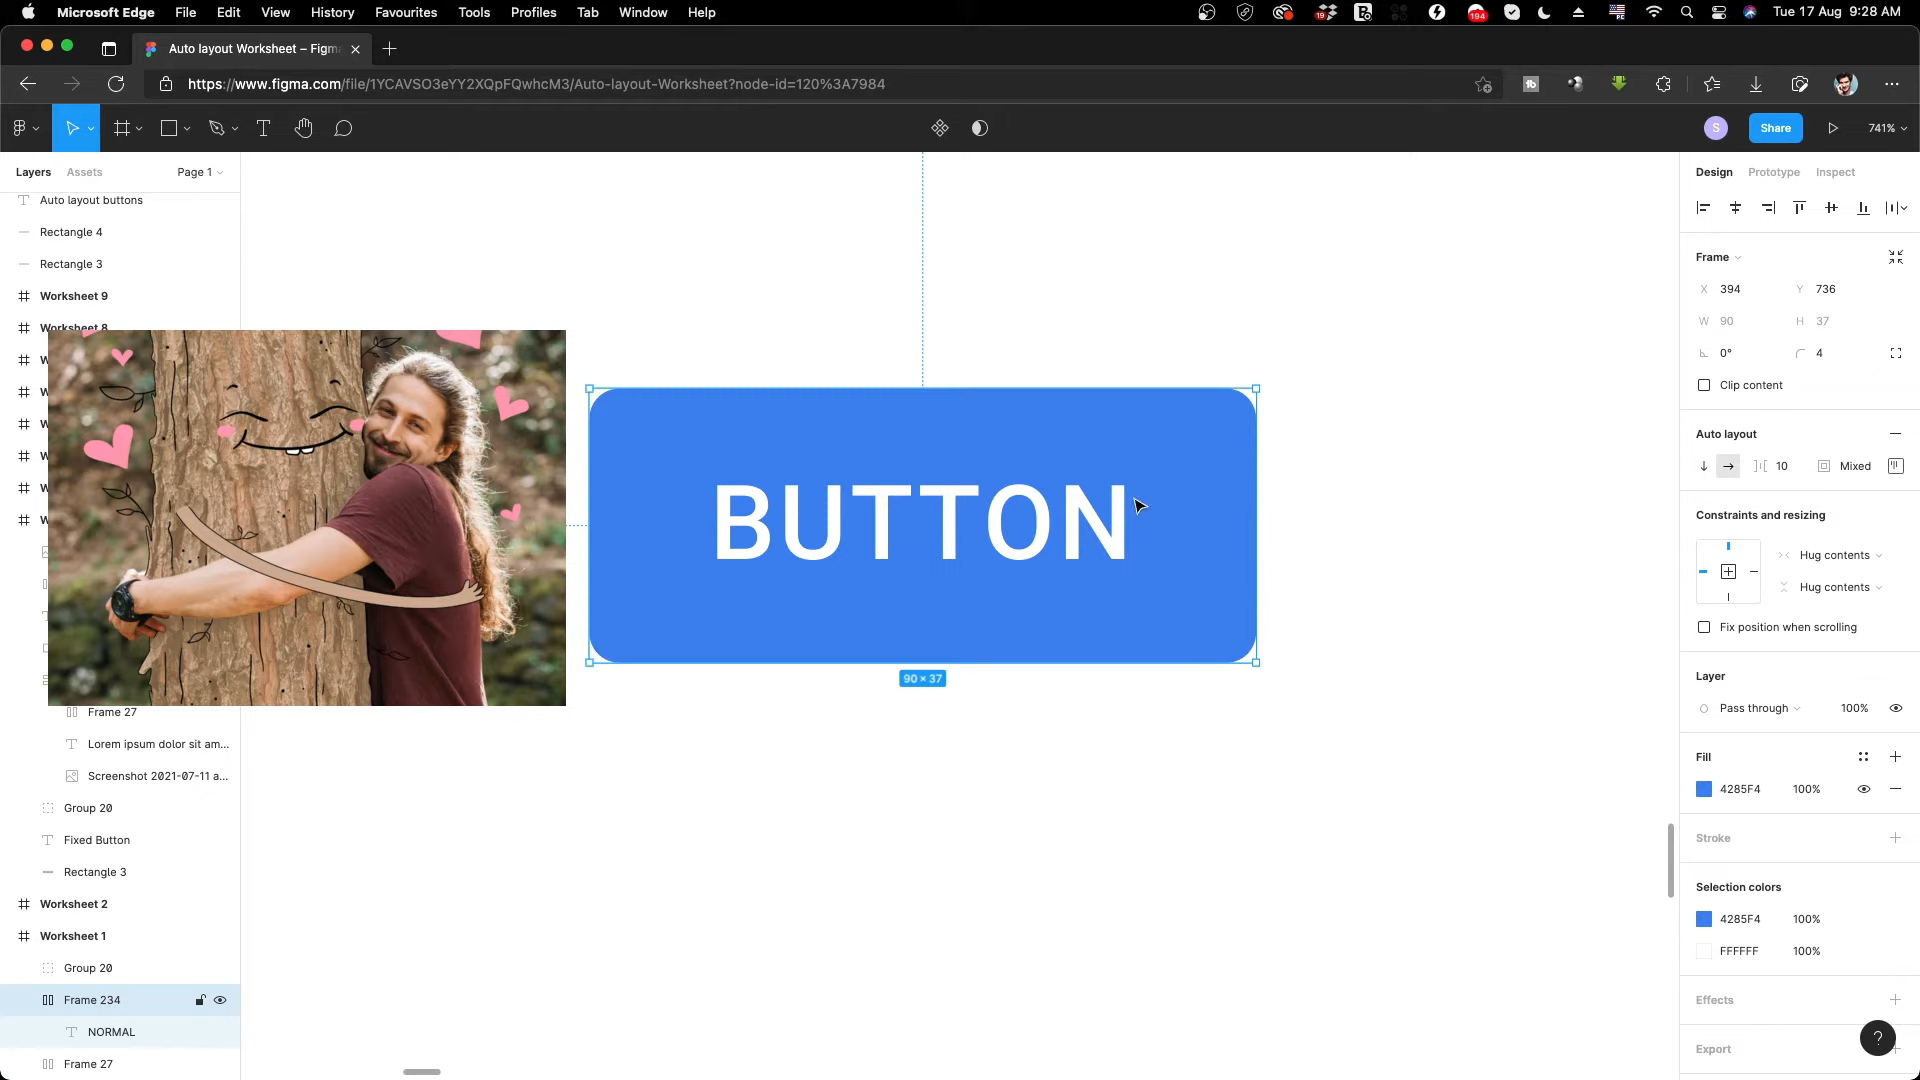 Microsoft Edge File Edit View History Favourites Tools Profiles Tab Window Help
19
194
Tue 17 Aug 9:28 AM
Auto layout Worksheet – Figma
https://www.figma.com/file/1YCAVSO3eYY2XQpFQwhcM3/Auto-layout-Worksheet?node-id=120%3A7984
S
Share
741%
Layers Assets Page 1
Auto layout buttons
Rectangle 4
Rectangle 3
Worksheet 9
Worksheet 8
W
W
W
W
W
W
Frame 27
Lorem ipsum dolor sit am...
Screenshot 2021-07-11 a...
Group 20
Fixed Button
Rectangle 3
Worksheet 2
Worksheet 1
Group 20
Frame 234
NORMAL
Frame 27
BUTTON
90 × 37
Design Prototype Inspect
Frame
X 394 Y 736
W 90 H 37
0° 4
Clip content
Auto layout
10 Mixed
Constraints and resizing
Hug contents
Hug contents
Fix position when scrolling
Layer
Pass through 100%
Fill
4285F4 100%
Stroke
Selection colors
4285F4 100%
FFFFFF 100%
Effects
Export
?